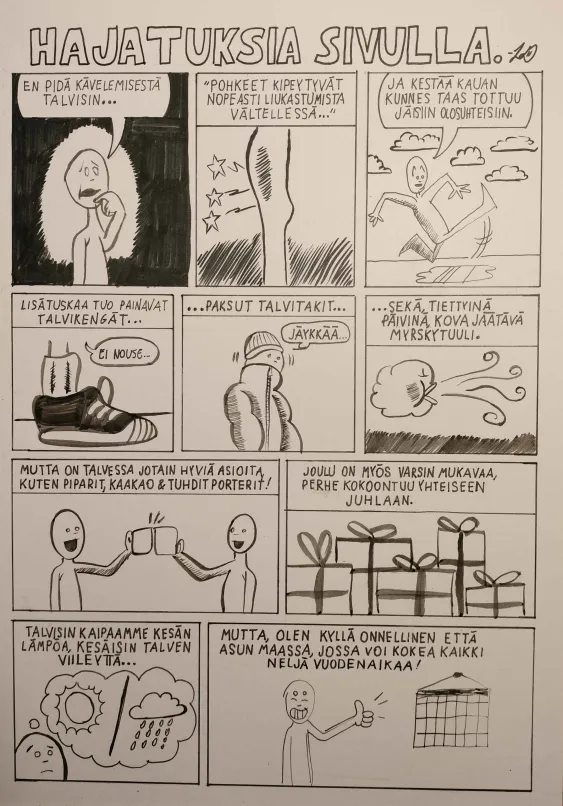 HAJATUKSIA SIVULLA.
EN PIDÄ KÄVELEMISESTÄ
TALVISIN...
"POHKEET KIPEYTYVÄT
NOPEASTI LIUKASTUMISTA
VÄLTELLESSÄ..."
JA KESTÄÄ KAUAN
KUNNES TAAS TOTTUU
JÄISIIN OLOSUHTEISIIN.
LISÄTUSKAA TUO PAINAVAT
TALVIKENGÄT...
EI NOUSE...
...PAKSUT TALVITAKIT...
JÄYKKÄÄ...
...SEKÄ, TIETTYINÄ
PÄIVINÄ, KOVA JÄÄTÄVÄ
MYRSKYTUULI.
MUTTA ON TALVESSA JOTAIN HYVIÄ ASIOITA,
KUTEN PIPARIT, KAAKAO & TUHDIT PORTERIT!
JOULU ON MYÖS VARSIN MUKAVAA,
PERHE KOKOONTUU YHTEISEEN
JUHLAAN.
TALVISIN KAIPAAMME KESÄN
LÄMPÖÄ, KESÄISIN TALVEN
VIILEYTTÄ...
MUTTA, OLEN KYLLÄ ONNELLINEN ETTÄ
ASUN MAASSA, JOSSA VOI KOKEA KAIKKI
NELJÄ VUODENAIKAA!